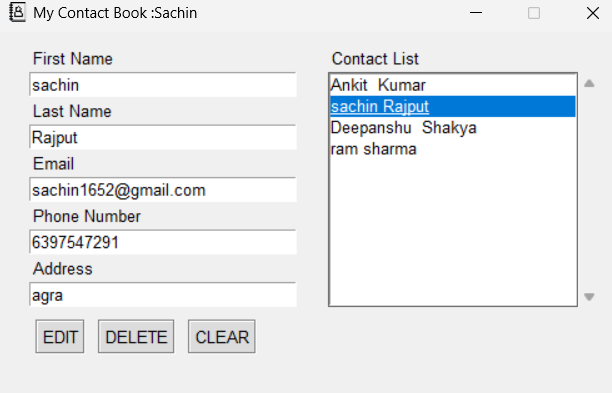 My Contact Book :Sachin
First Name
sachin
Last Name
Rajput
Email
sachin1652@gmail.com
Phone Number
6397547291
Address
agra
EDIT DELETE CLEAR
Contact List
Ankit  Kumar
sachin Rajput
Deepanshu  Shakya
ram sharma